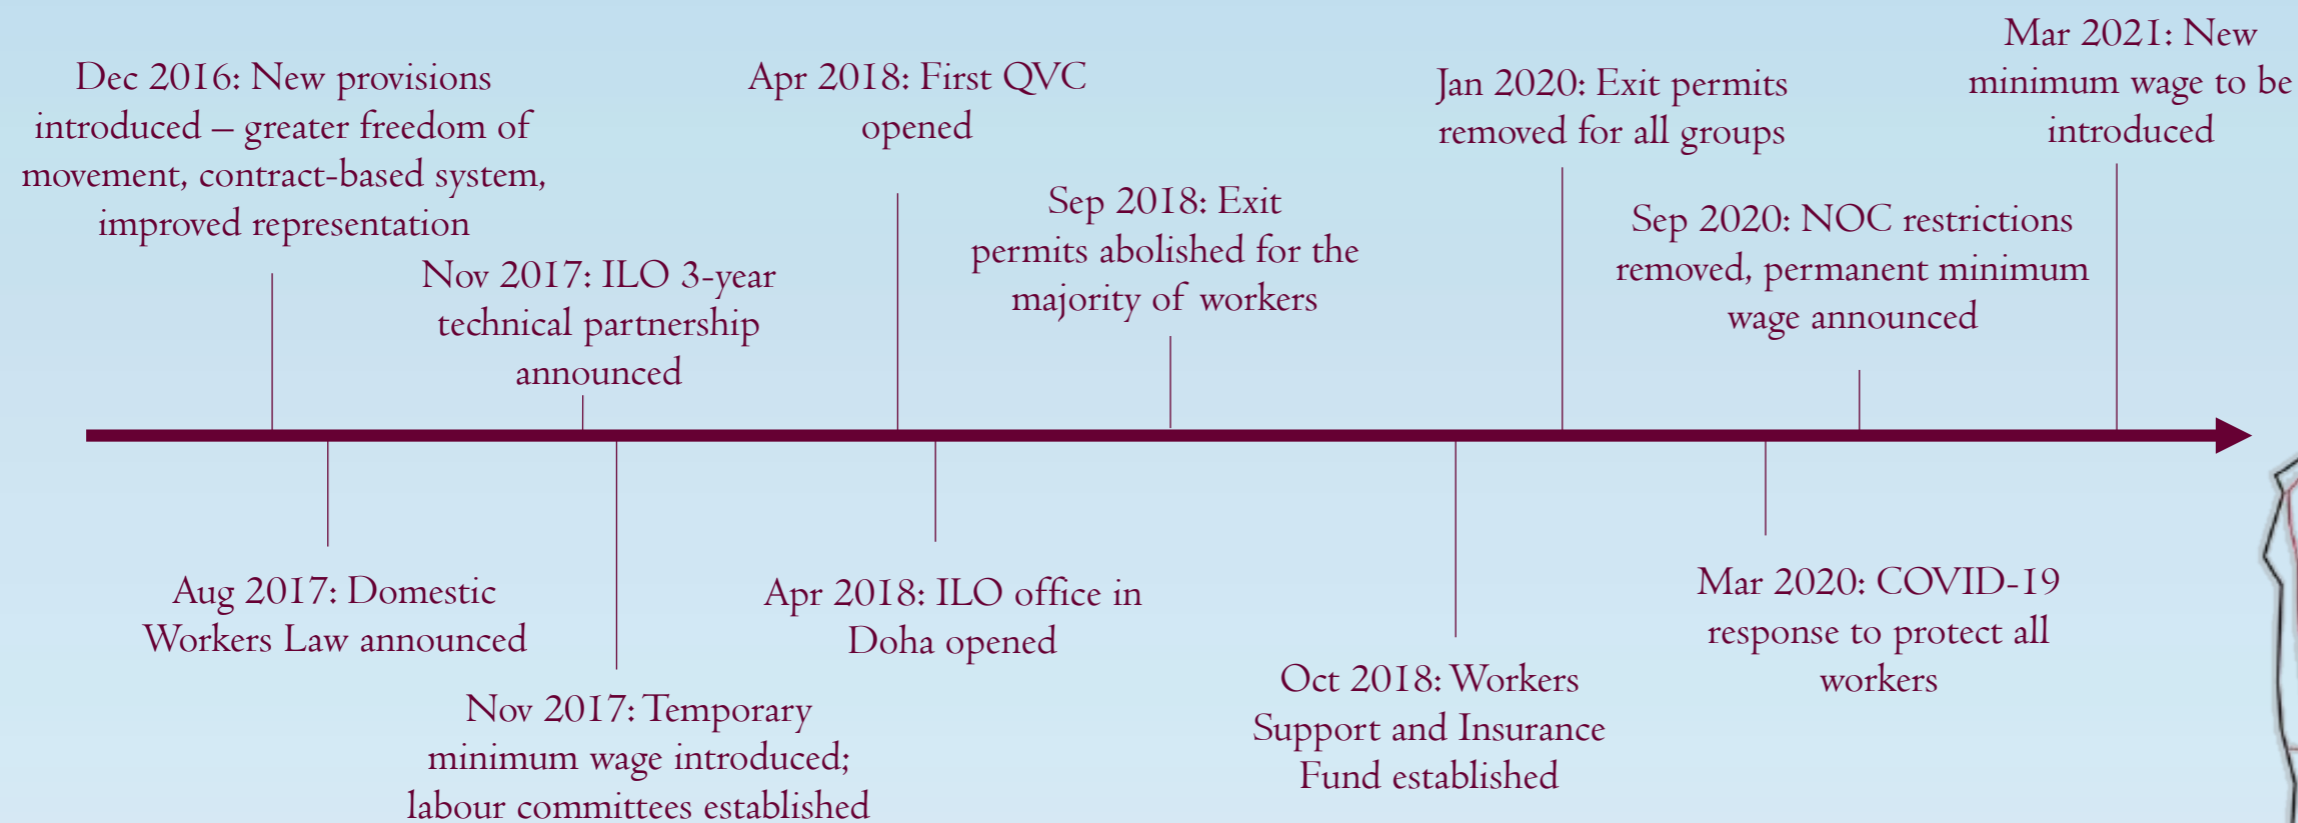 Dec 2016: New provisions
introduced – greater freedom of
movement, contract-based system,
improved representation
Aug 2017: Domestic
Workers Law announced
Nov 2017: ILO 3-year
technical partnership
announced
Nov 2017: Temporary
minimum wage introduced;
labour committees established
Apr 2018: First QVC
opened
Apr 2018: ILO office in
Doha opened
Sep 2018: Exit
permits abolished for the
majority of workers
Oct 2018: Workers
Support and Insurance
Fund established
Jan 2020: Exit permits
removed for all groups
Mar 2020: COVID-19
response to protect all
workers
Sep 2020: NOC restrictions
removed, permanent minimum
wage announced
Mar 2021: New
minimum wage to be
introduced